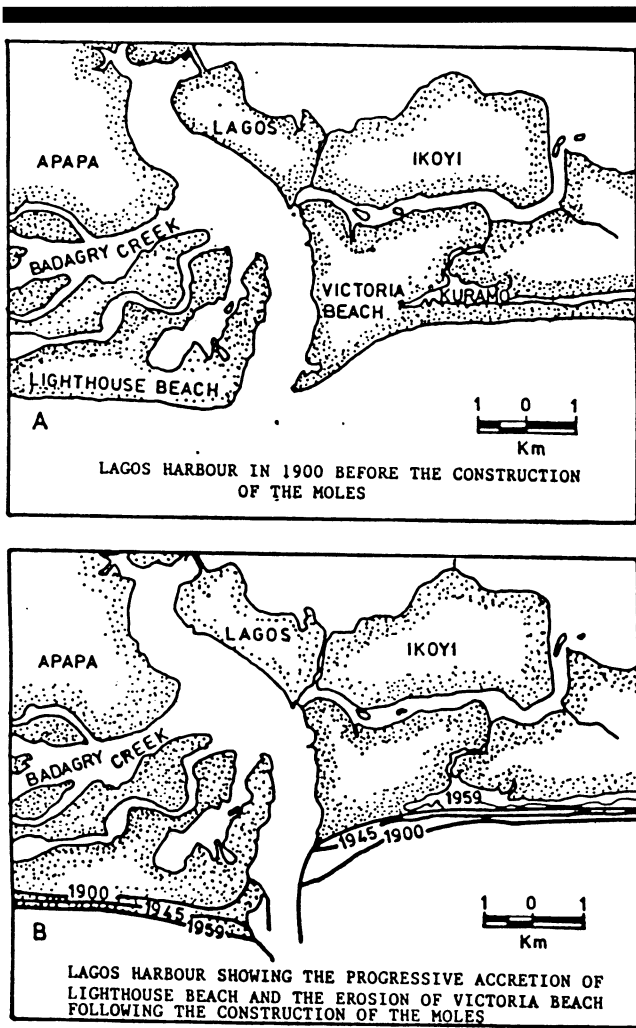 LAGOS
APAPA
IKOYI
BADAGRY CREEK
VICTORIA
BEACH
KURAMO
LIGHTHOUSE BEACH
A
1 0 1
Km
LAGOS HARBOUR IN 1900 BEFORE THE CONSTRUCTION
OF THE MOLES
LAGOS
APAPA
IKOYI
BADAGRY CREEK
1959
1945
1900
1900
1945
1959
B
1 0 1
Km
LAGOS HARBOUR SHOWING THE PROGRESSIVE ACCRETION OF
LIGHTHOUSE BEACH AND THE EROSION OF VICTORIA BEACH
FOLLOWING THE CONSTRUCTION OF THE MOLES